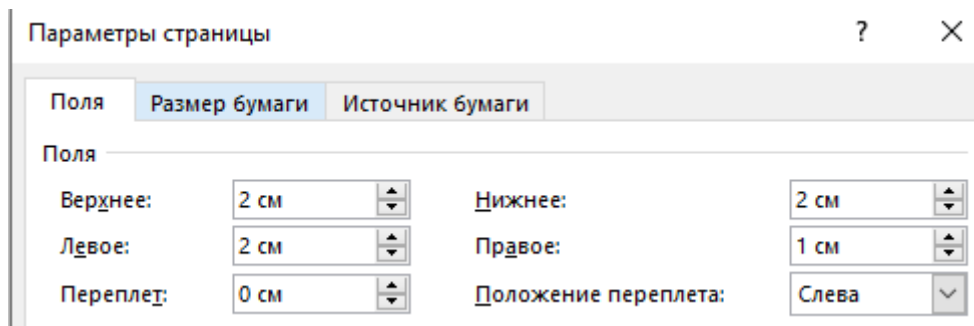 Параметры страницы ?
Поля Размер бумаги Источник бумаги
Поля
Верхнее: 2 см Нижнее: 2 см
Левое: 2 см Правое: 1 см
Переплет: 0 см Положение переплета: Слева